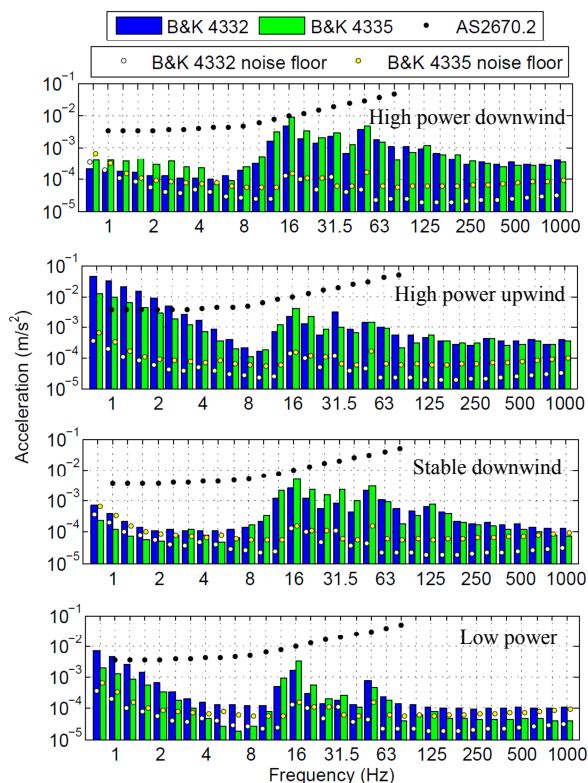 B&K 4332 B&K 4335 AS2670.2
B&K 4332 noise floor B&K 4335 noise floor
Acceleration (m/s²)
High power downwind
10⁻¹
10⁻²
10⁻³
10⁻⁴
10⁻⁵
1 2 4 8 16 31.5 63 125 250 500 1000
High power upwind
10⁻¹
10⁻²
10⁻³
10⁻⁴
10⁻⁵
1 2 4 8 16 31.5 63 125 250 500 1000
Stable downwind
10⁻¹
10⁻²
10⁻³
10⁻⁴
10⁻⁵
1 2 4 8 16 31.5 63 125 250 500 1000
Low power
10⁻¹
10⁻²
10⁻³
10⁻⁴
10⁻⁵
1 2 4 8 16 31.5 63 125 250 500 1000
Frequency (Hz)